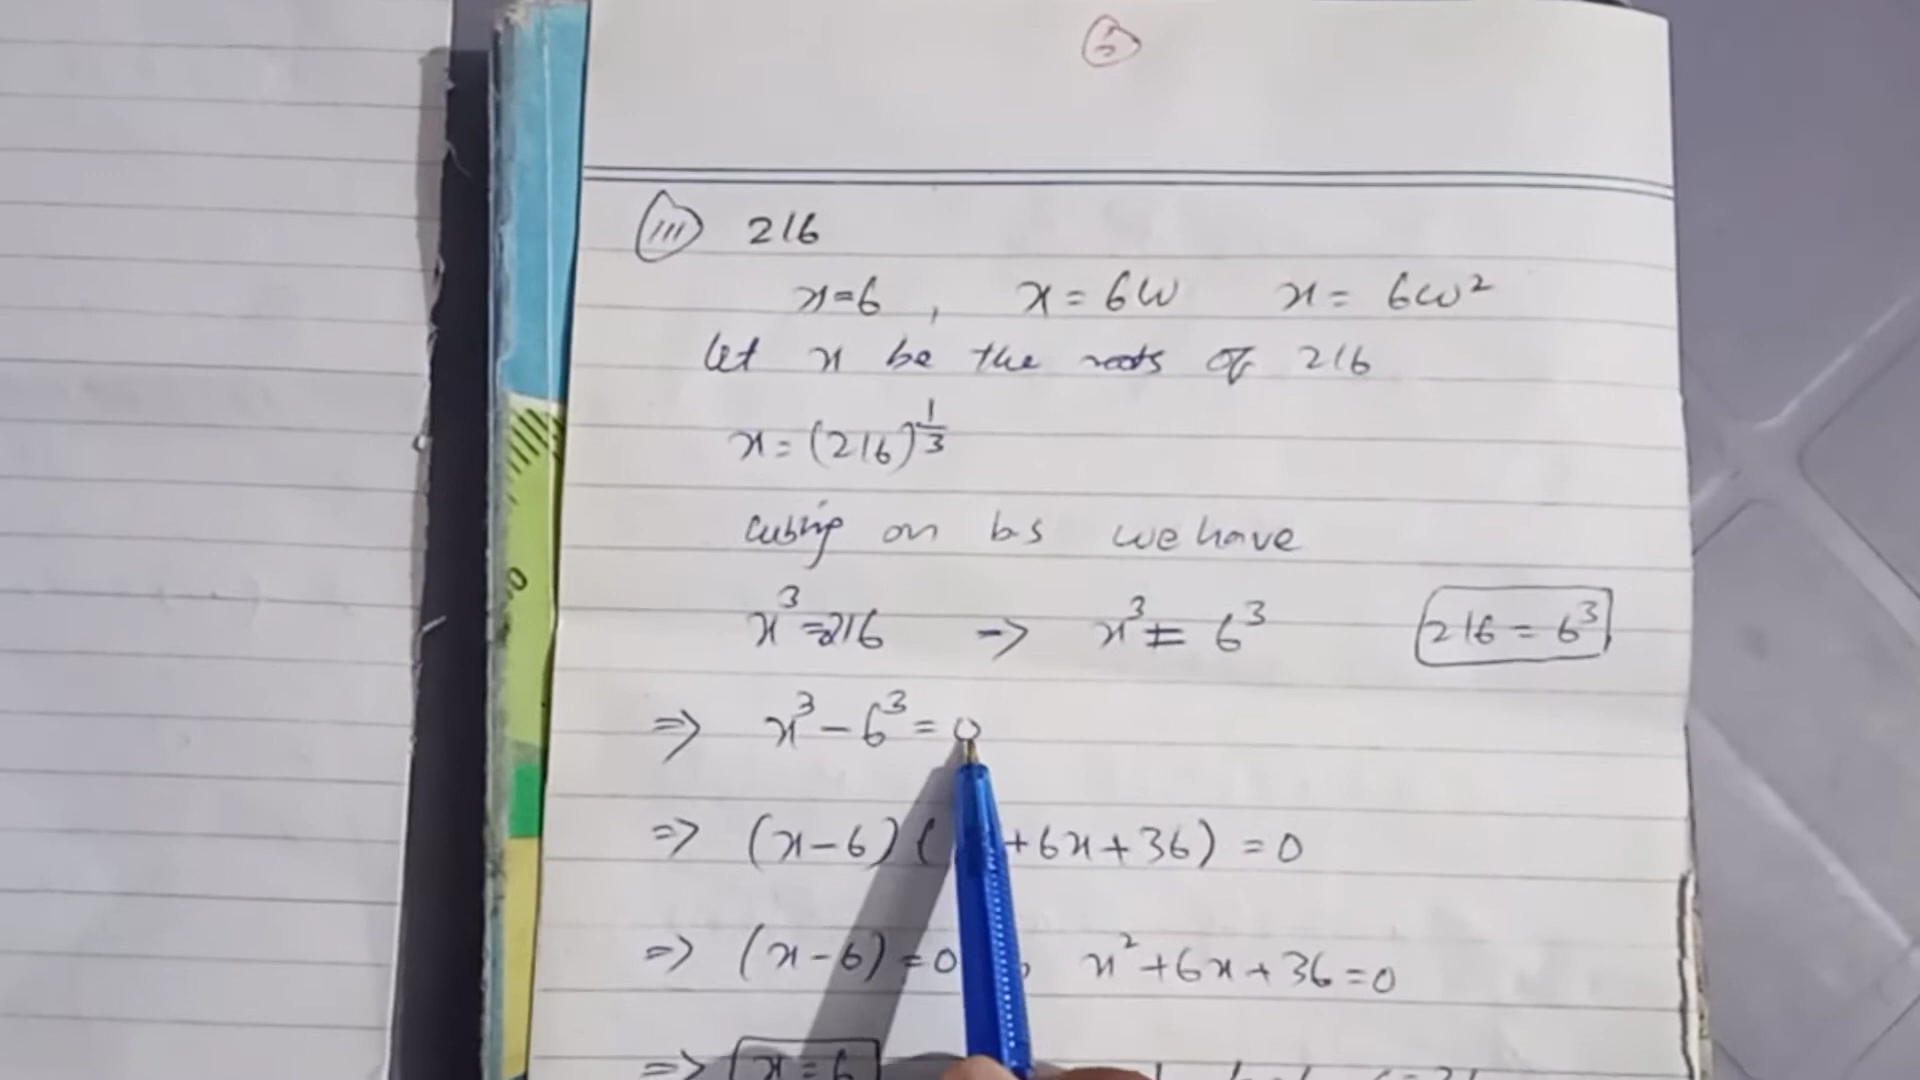 (iii) 216
x=6 , x = 6ω x = 6ω²
let x be the roots of 216
x = (216)^{1/3}
cubing on b.s we have
x³=216 -> x³ = 6³ 216 = 6³
=> x³ - 6³ = 0
=> (x-6)( +6x+36) = 0
=> (x-6) = 0 , x²+6x+36=0
=> x = 6